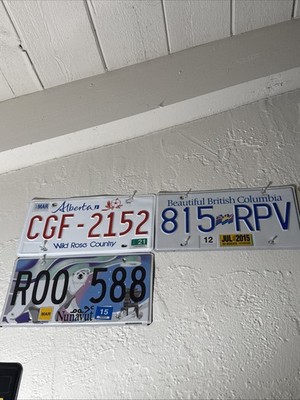 MAR
Alberta
CGF-2152
Wild Rose Country
21
Beautiful British Columbia
815 RPV
12
JUL 2015
R00 588
MAR
Nunavut
15